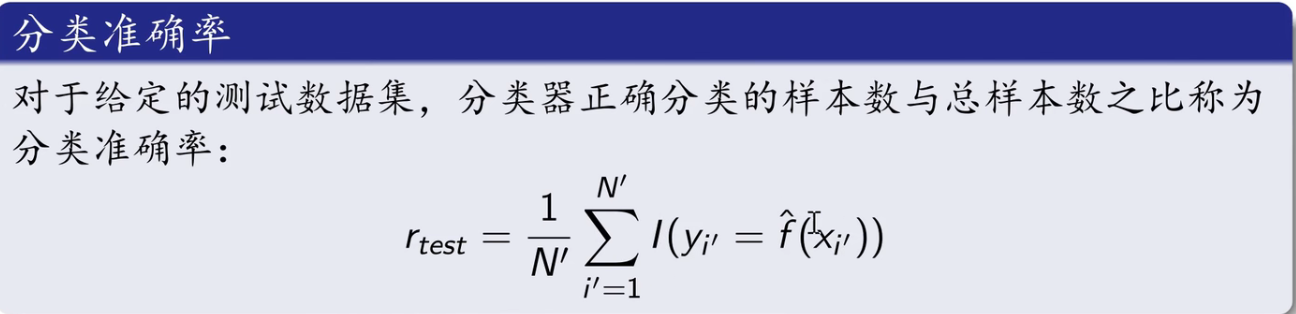 分类准确率
对于给定的测试数据集，分类器正确分类的样本数与总样本数之比称为
分类准确率：
r_{test} = \frac{1}{N'} \sum_{i'=1}^{N'} I(y_{i'} = \hat{f}(x_{i'}))